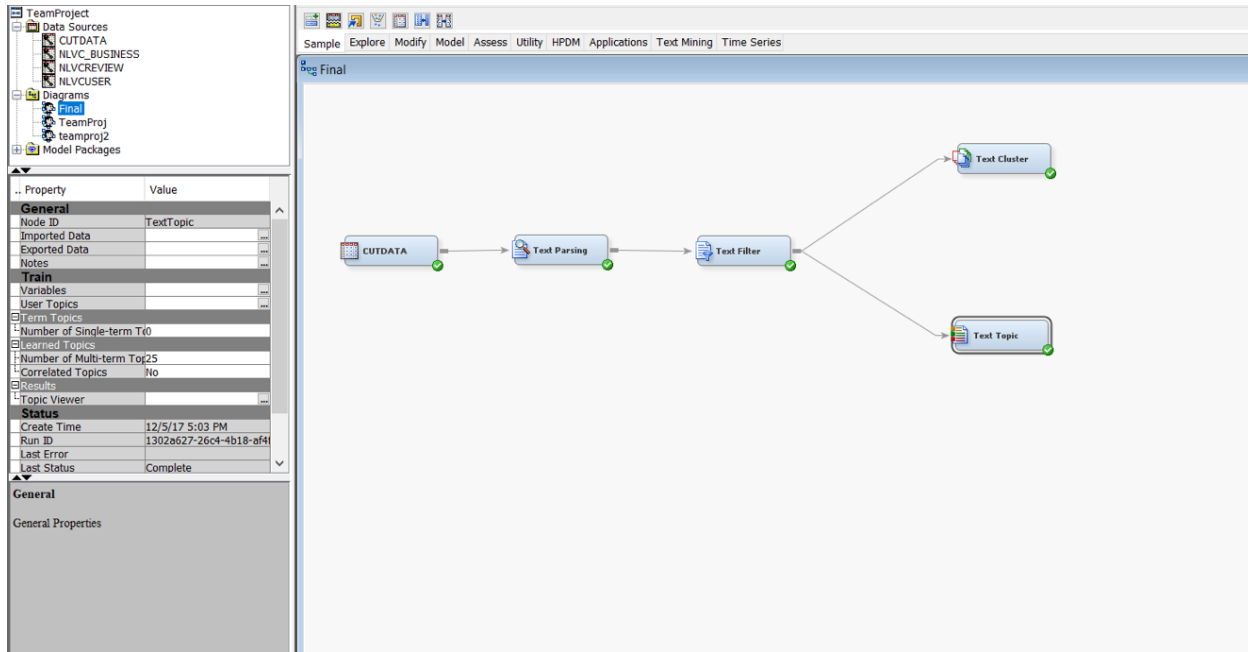 TeamProject
Data Sources
CUTDATA
NLVC_BUSINESS
NLVCREVIEW
NLVCUSER
Diagrams
Final
TeamProj
teamproj2
Model Packages
.. Property Value
General
Node ID TextTopic
Imported Data ...
Exported Data ...
Notes ...
Train
Variables ...
User Topics ...
Term Topics
Number of Single-term To 0
Learned Topics
Number of Multi-term Top 25
Correlated Topics No
Results
Topic Viewer ...
Status
Create Time 12/5/17 5:03 PM
Run ID 1302a627-26c4-4b18-af4f
Last Error
Last Status Complete
General
General Properties
Sample Explore Modify Model Assess Utility HPDM Applications Text Mining Time Series
Final
Text Cluster
CUTDATA Text Parsing Text Filter
Text Topic